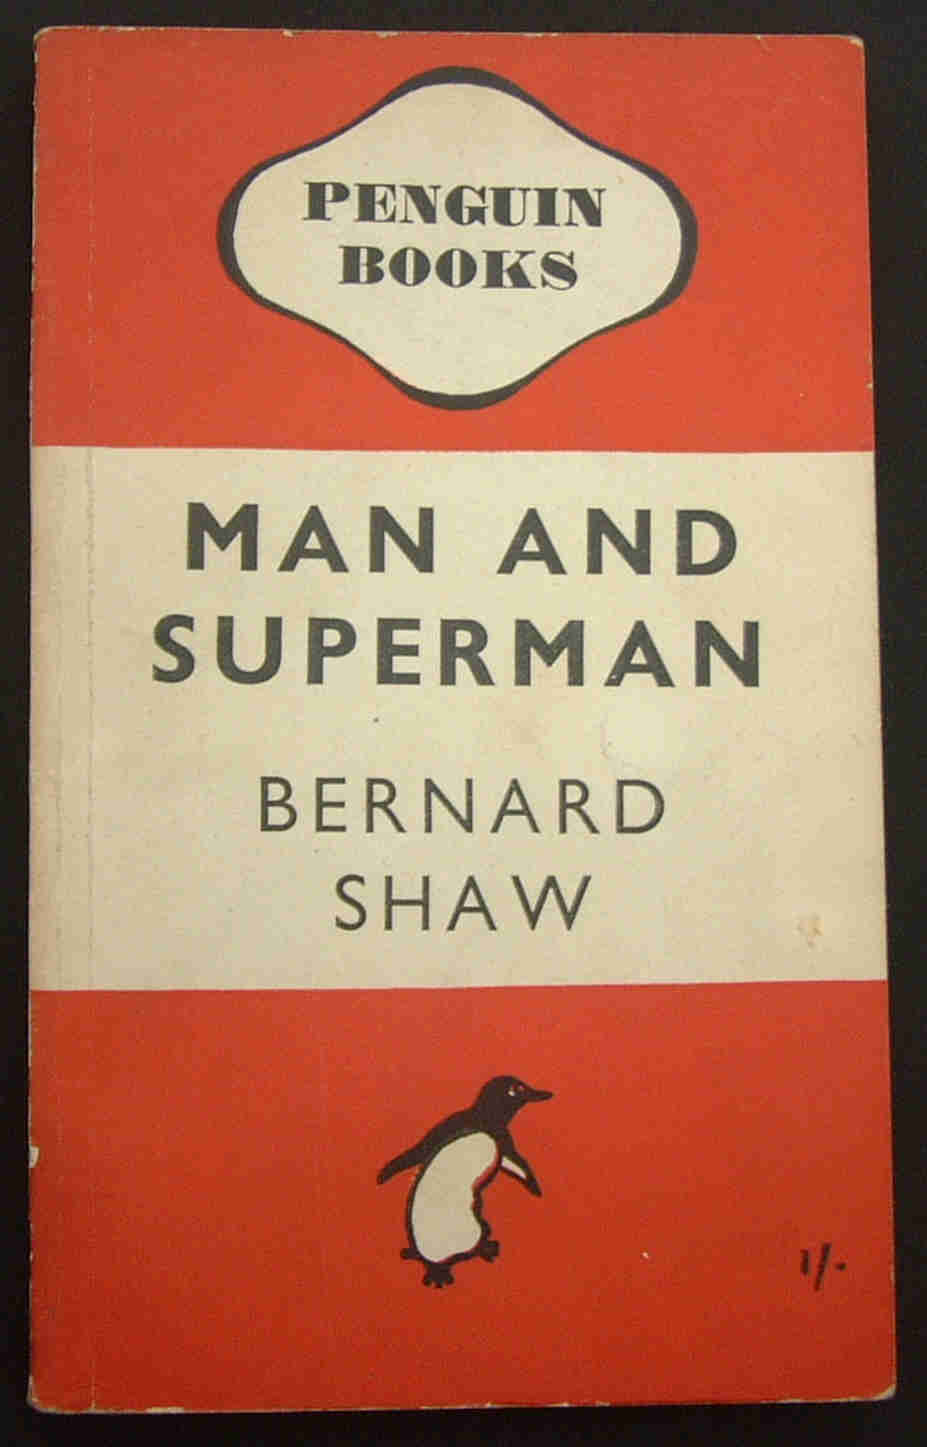 PENGUIN
BOOKS
MAN AND
SUPERMAN
BERNARD
SHAW
1/-